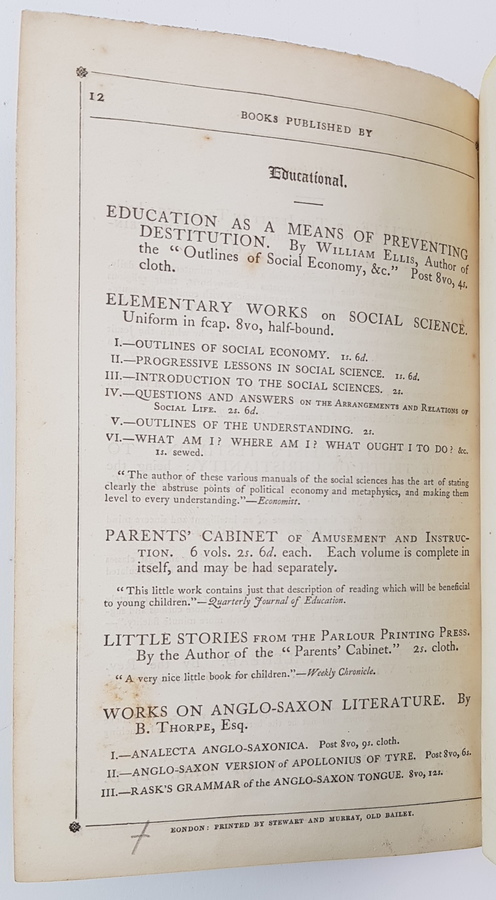 12
BOOKS PUBLISHED BY
Educational.
EDUCATION AS A MEANS OF PREVENTING
DESTITUTION. By WILLIAM ELLIS, Author of
the "Outlines of Social Economy, &c." Post 8vo, 4s.
cloth.
ELEMENTARY WORKS on SOCIAL SCIENCE.
Uniform in fcap. 8vo, half-bound.
I.—OUTLINES OF SOCIAL ECONOMY. 1s. 6d.
II.—PROGRESSIVE LESSONS IN SOCIAL SCIENCE. 1s. 6d.
III.—INTRODUCTION TO THE SOCIAL SCIENCES. 2s.
IV.—QUESTIONS AND ANSWERS ON THE ARRANGEMENTS AND RELATIONS OF
SOCIAL LIFE. 2s. 6d.
V.—OUTLINES OF THE UNDERSTANDING. 2s.
VI.—WHAT AM I? WHERE AM I? WHAT OUGHT I TO DO? &c.
1s. sewed.
"The author of these various manuals of the social sciences has the art of stating
clearly the abstruse points of political economy and metaphysics, and making them
level to every understanding."—Economist.
PARENTS' CABINET OF AMUSEMENT AND INSTRUC-
TION. 6 vols. 2s. 6d. each. Each volume is complete in
itself, and may be had separately.
"This little work contains just that description of reading which will be beneficial
to young children."—Quarterly Journal of Education.
LITTLE STORIES FROM THE PARLOUR PRINTING PRESS.
By the Author of the "Parents' Cabinet." 2s. cloth.
"A very nice little book for children."—Weekly Chronicle.
WORKS ON ANGLO-SAXON LITERATURE. By
B. THORPE, Esq.
I.—ANALECTA ANGLO-SAXONICA. Post 8vo, 9s. cloth.
II.—ANGLO-SAXON VERSION of APOLLONIUS OF TYRE. Post 8vo, 6s.
III.—RASK'S GRAMMAR of the ANGLO-SAXON TONGUE. 8vo, 12s.
LONDON: PRINTED BY STEWART AND MURRAY, OLD BAILEY.